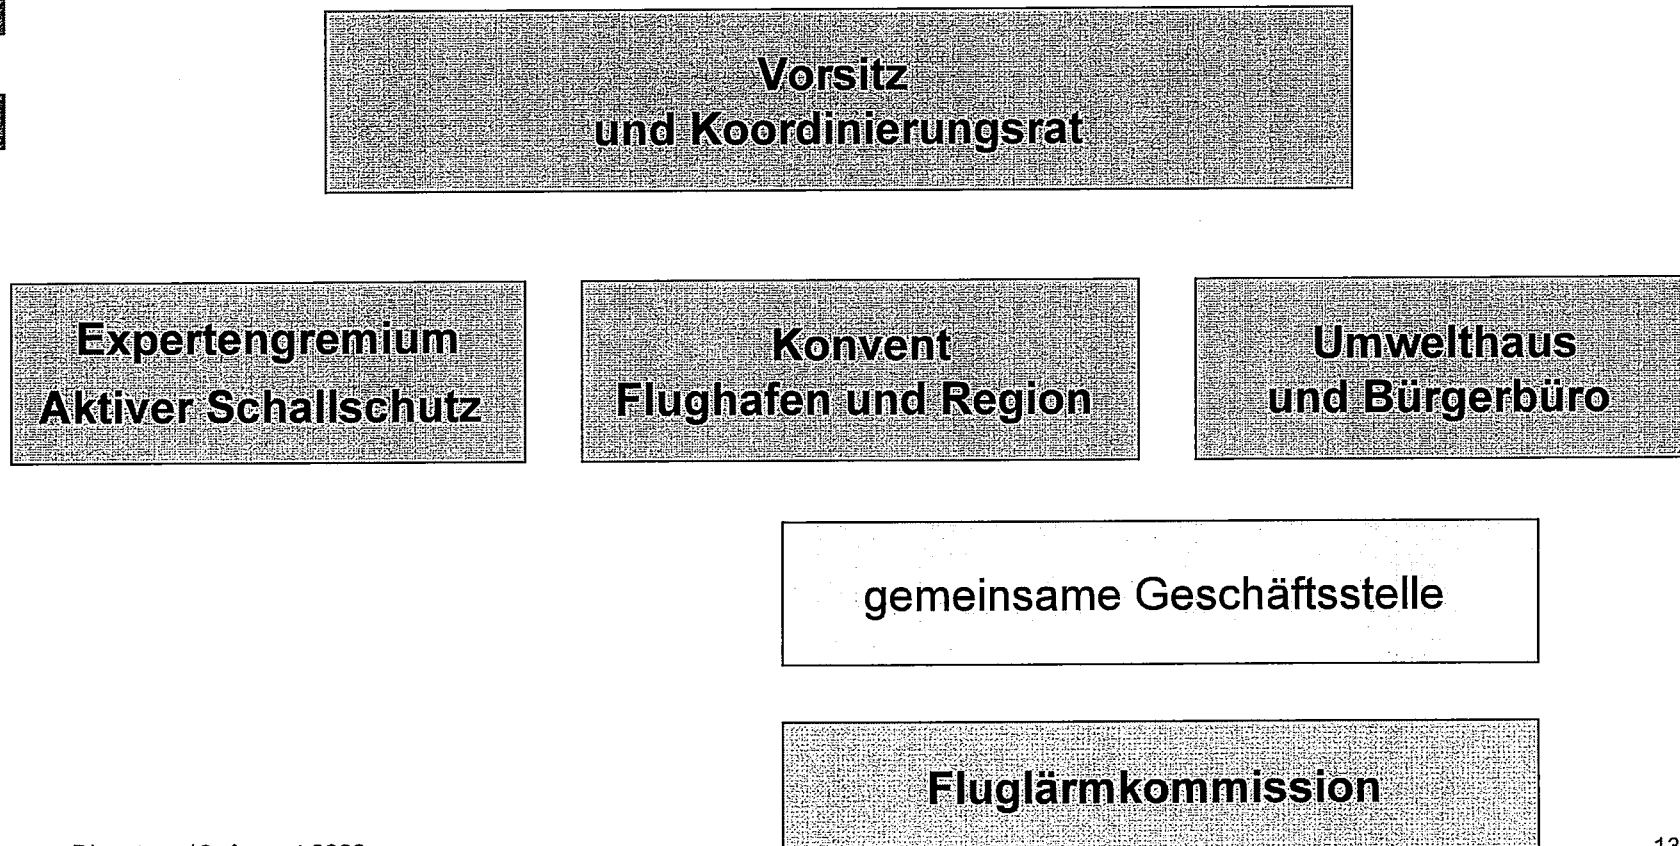 Vorsitz
und Koordinierungsrat
Expertengremium
Aktiver Schallschutz
Konvent
Flughafen und Region
Umwelthaus
und Bürgerbüro
gemeinsame Geschäftsstelle
Fluglärmkommission